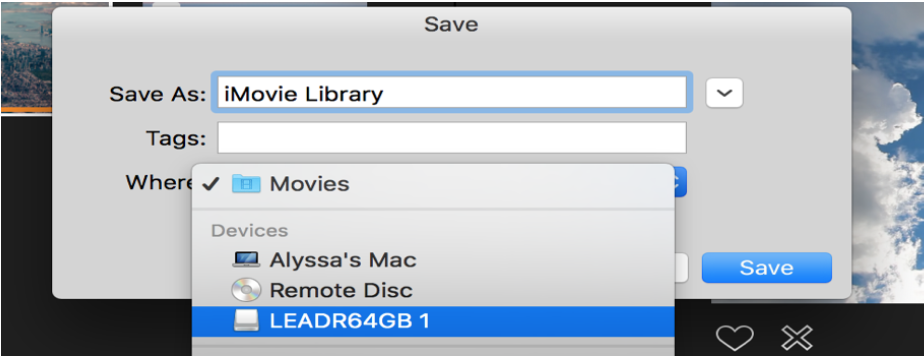 Save
Save As: iMovie Library
Tags:
Where
Movies
Devices
Alyssa's Mac
Remote Disc
LEADR64GB 1
Save